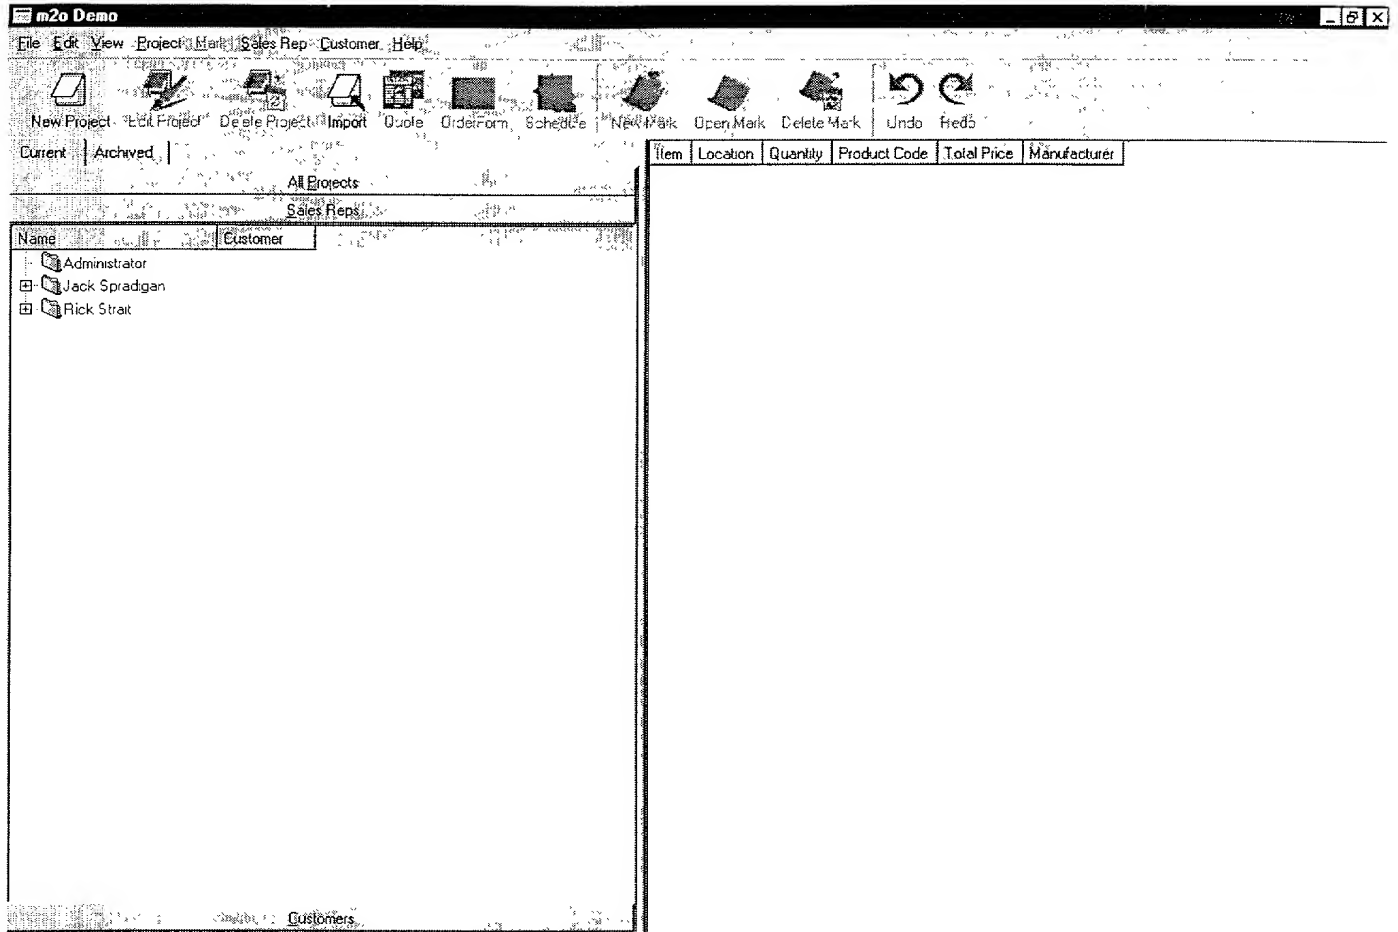 m2o Demo
File Edit View Project Mark Sales Rep Customer Help
New Project Edit Project Delete Project Import Quote OrderForm Schedule New Mark Open Mark Delete Mark Undo Redo
Current Archived
Item Location Quantity Product Code Total Price Manufacturer
All Projects
Sales Reps
Name Customer
Administrator
Jack Spradigan
Rick Strait
Customers